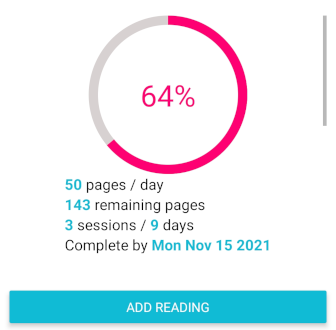 64%
50 pages / day
143 remaining pages
3 sessions / 9 days
Complete by Mon Nov 15 2021
ADD READING